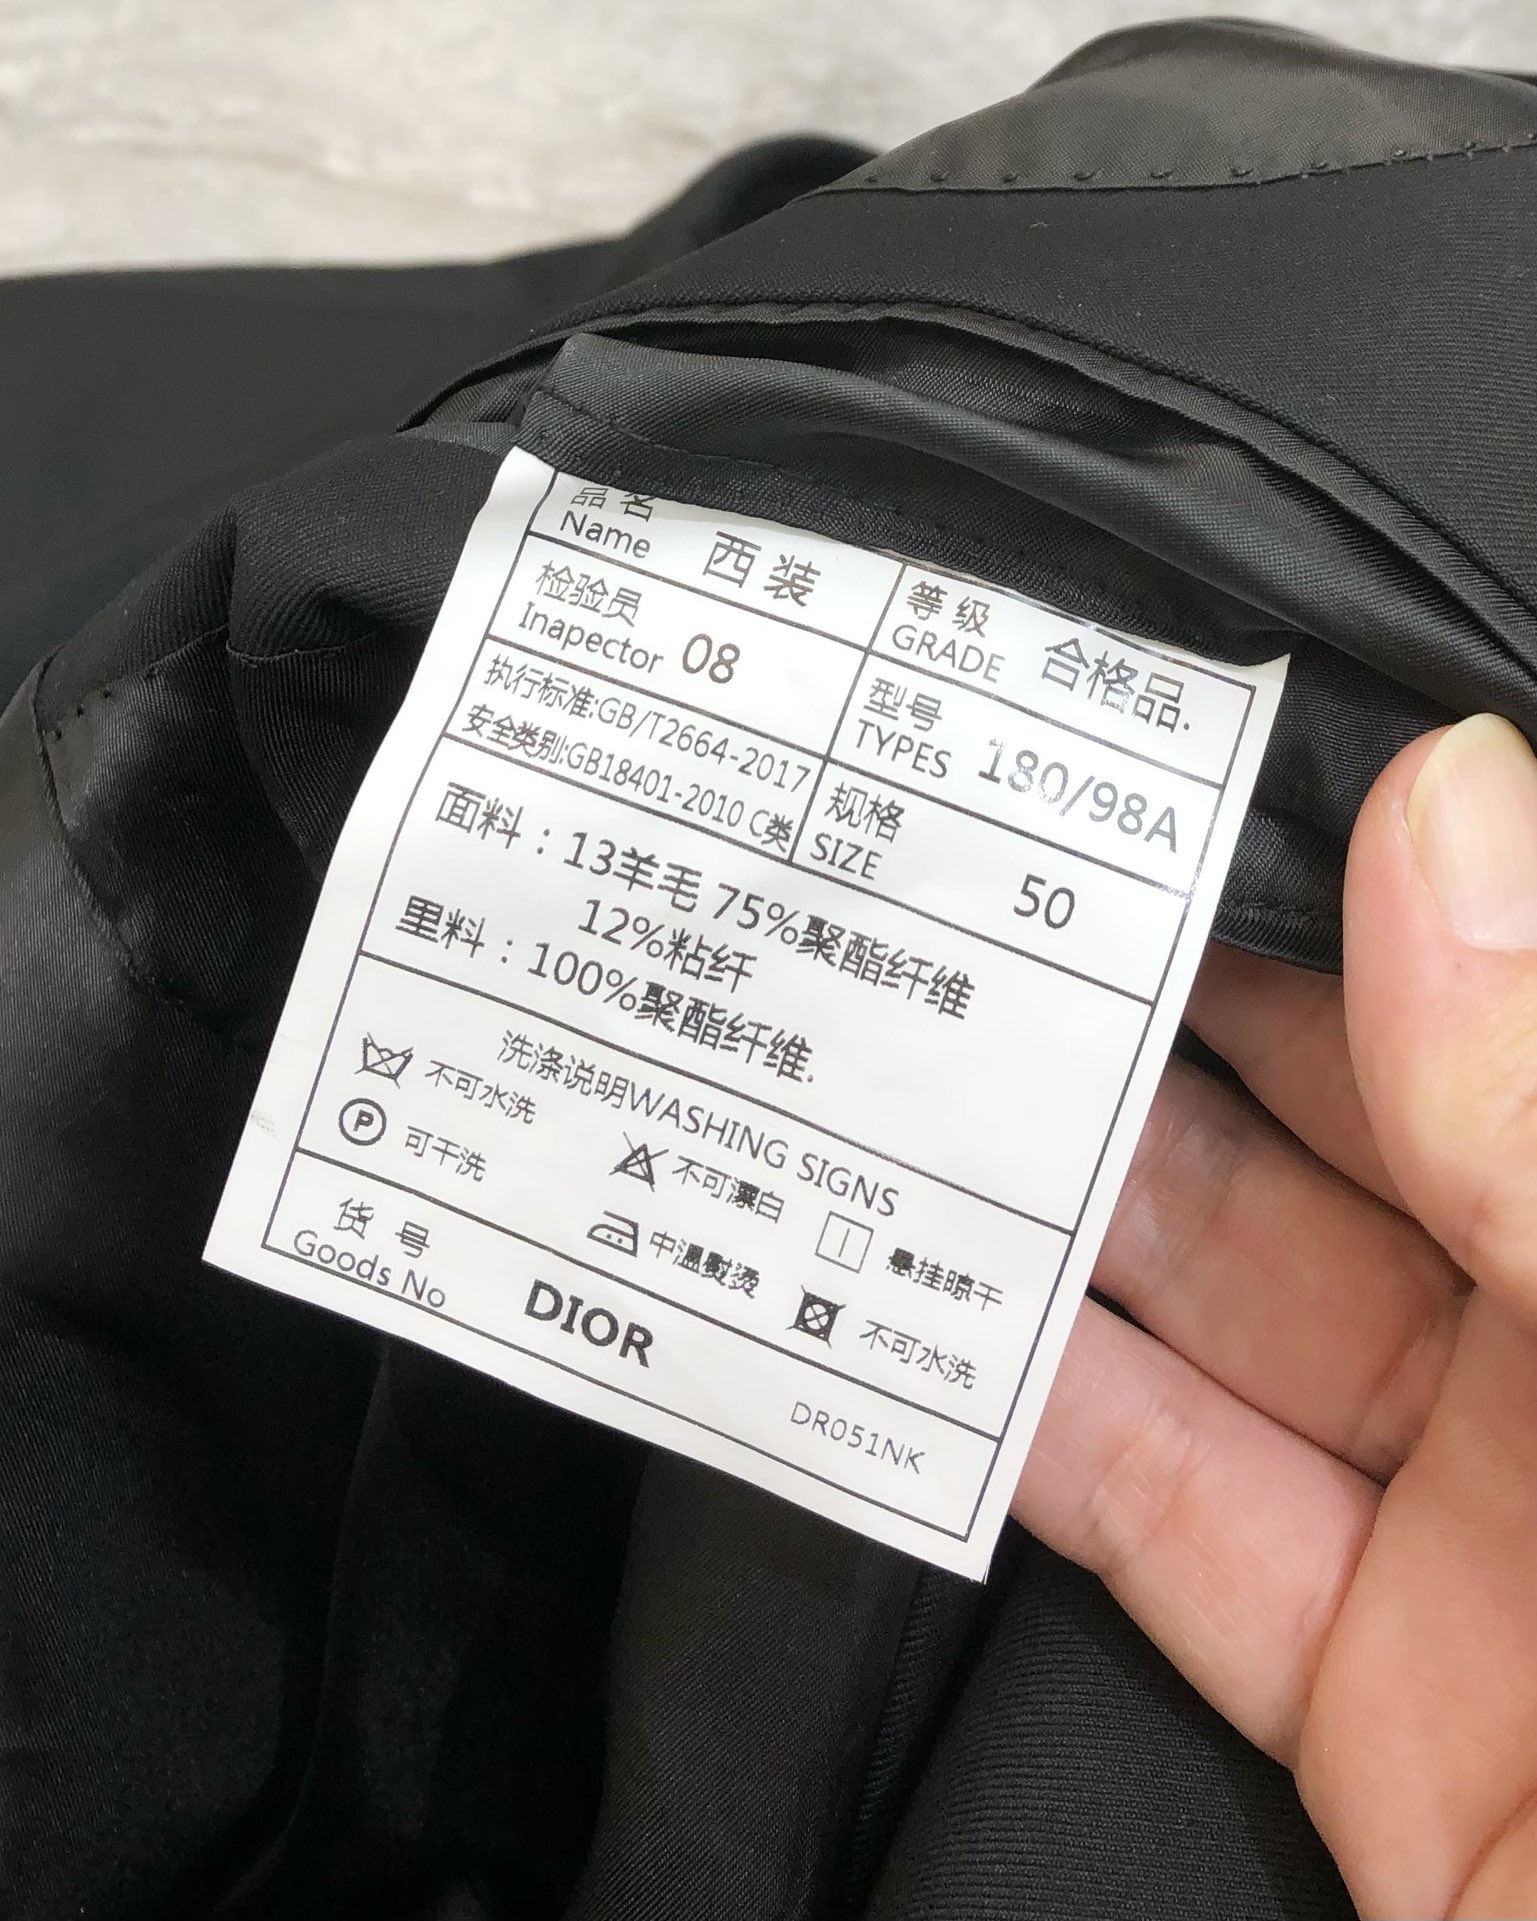 品名
Name
西装
等级
GRADE
合格品.
检验员
Inapector
08
型号
TYPES
180/98A
执行标准:GB/T2664-2017
安全类别:GB18401-2010 C类
规格
SIZE
50
面料：13羊毛 75%聚酯纤维
12%粘纤
里料：100%聚酯纤维.
洗涤说明WASHING SIGNS
不可水洗
不可漂白
悬挂晾干
P 可干洗
中温熨烫
不可水洗
货号
Goods No
DIOR
DR051NK